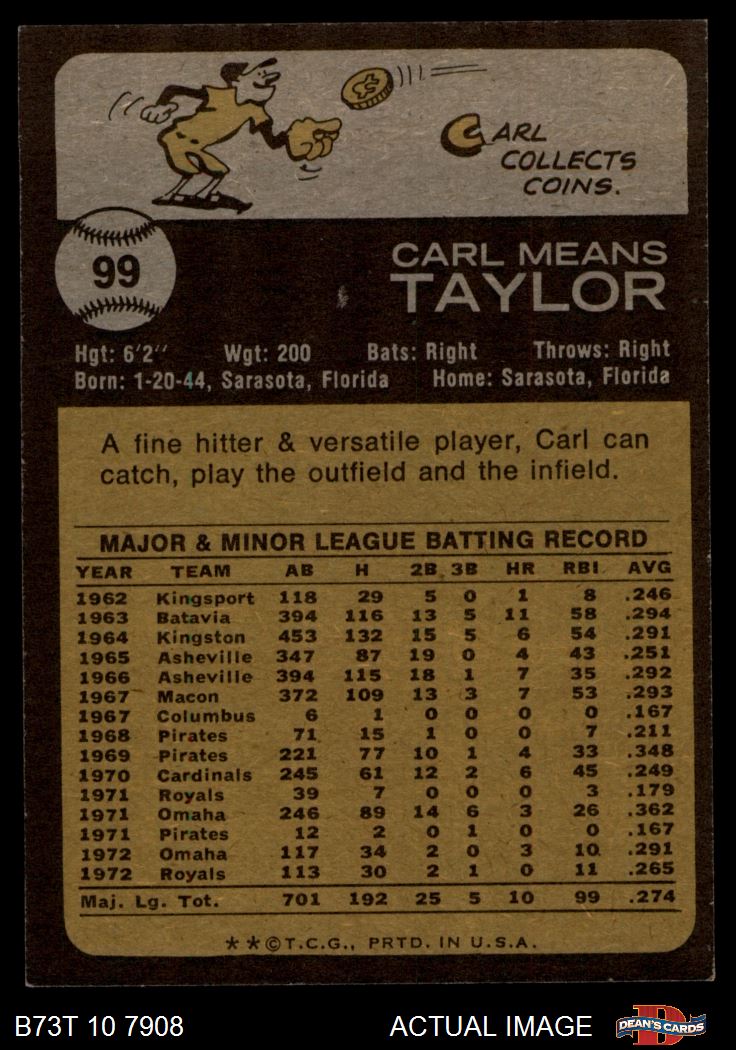 CARL
COLLECTS
COINS.
99
CARL MEANS
TAYLOR
Hgt: 6'2" Wgt: 200 Bats: Right Throws: Right
Born: 1-20-44, Sarasota, Florida Home: Sarasota, Florida
A fine hitter & versatile player, Carl can
catch, play the outfield and the infield.
MAJOR & MINOR LEAGUE BATTING RECORD
YEAR TEAM AB H 2B 3B HR RBI AVG
1962 Kingsport 118 29 5 0 1 8 .246
1963 Batavia 394 116 13 5 11 58 .294
1964 Kingston 453 132 15 5 6 54 .291
1965 Asheville 347 87 19 0 4 43 .251
1966 Asheville 394 115 18 1 7 35 .292
1967 Macon 372 109 13 3 7 53 .293
1967 Columbus 6 1 0 0 0 0 .167
1968 Pirates 71 15 1 0 0 7 .211
1969 Pirates 221 77 10 1 4 33 .348
1970 Cardinals 245 61 12 2 6 45 .249
1971 Royals 39 7 0 0 0 3 .179
1971 Omaha 246 89 14 6 3 26 .362
1971 Pirates 12 2 0 1 0 0 .167
1972 Omaha 117 34 2 0 3 10 .291
1972 Royals 113 30 2 1 0 11 .265
Maj. Lg. Tot. 701 192 25 5 10 99 .274
**©T.C.G., PRTD. IN U.S.A.
B73T 10 7908 ACTUAL IMAGE D DEAN'S CARDS